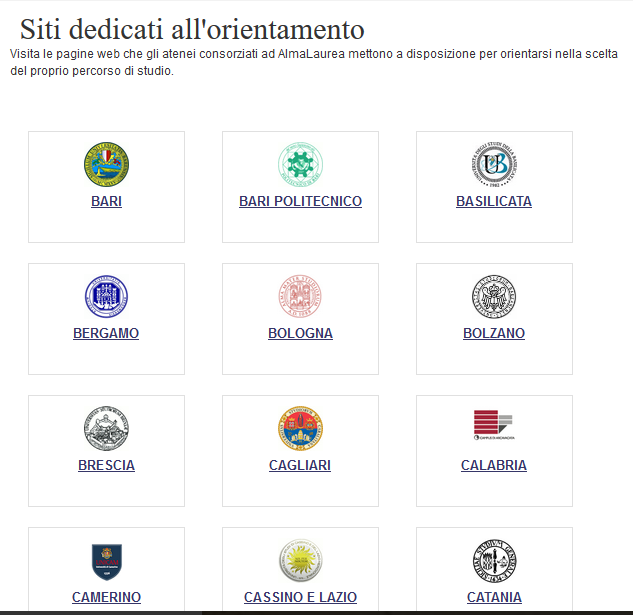 Siti dedicati all'orientamento
Visita le pagine web che gli atenei consorziati ad AlmaLaurea mettono a disposizione per orientarsi nella scelta
del proprio percorso di studio.
BARI
BARI POLITECNICO
BASILICATA
BERGAMO
BOLOGNA
BOLZANO
BRESCIA
CAGLIARI
CALABRIA
CAMERINO
CASSINO E LAZIO
CATANIA